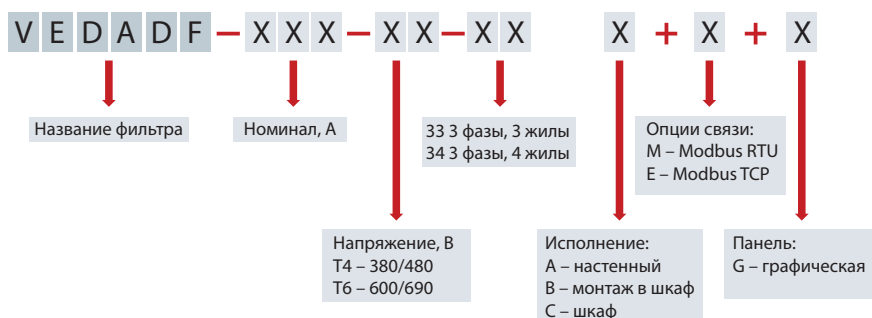 VEDADF – XXX – XX – XX X + X + X
Название фильтра
Номинал, А
33 3 фазы, 3 жилы
34 3 фазы, 4 жилы
Опции связи:
M – Modbus RTU
E – Modbus TCP
Напряжение, В
T4 – 380/480
T6 – 600/690
Исполнение:
A – настенный
B – монтаж в шкаф
C – шкаф
Панель:
G – графическая